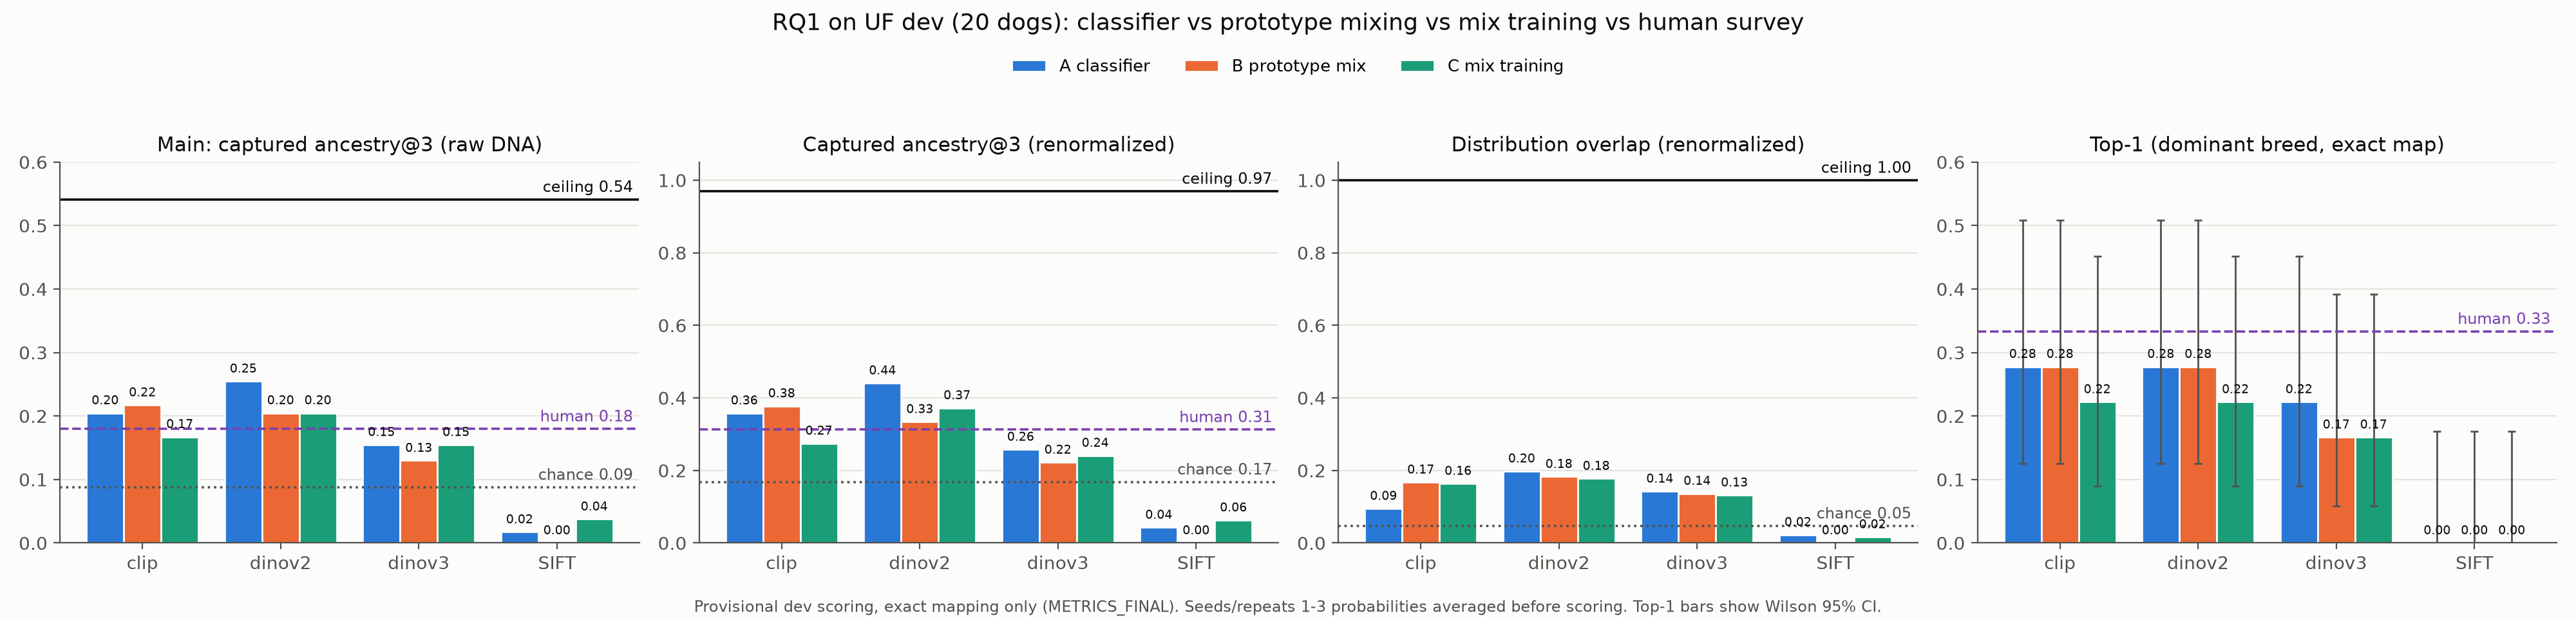 RQ1 on UF dev (20 dogs): classifier vs prototype mixing vs mix training vs human survey
A classifier
B prototype mix
C mix training
Main: captured ancestry@3 (raw DNA)
0.6
0.5
0.4
0.3
0.2
0.1
0.0
ceiling 0.54
human 0.18
chance 0.09
0.20
0.22
0.17
0.25
0.20
0.20
0.15
0.13
0.15
0.02
0.00
0.04
clip
dinov2
dinov3
SIFT
Captured ancestry@3 (renormalized)
1.0
0.8
0.6
0.4
0.2
0.0
ceiling 0.97
human 0.31
chance 0.17
0.36
0.38
0.27
0.44
0.33
0.37
0.26
0.22
0.24
0.04
0.00
0.06
clip
dinov2
dinov3
SIFT
Distribution overlap (renormalized)
1.0
0.8
0.6
0.4
0.2
0.0
ceiling 1.00
chance 0.05
0.09
0.17
0.16
0.20
0.18
0.18
0.14
0.14
0.13
0.02
0.00
0.02
clip
dinov2
dinov3
SIFT
Top-1 (dominant breed, exact map)
0.6
0.5
0.4
0.3
0.2
0.1
0.0
human 0.33
0.28
0.28
0.22
0.28
0.28
0.22
0.22
0.17
0.17
0.00
0.00
0.00
clip
dinov2
dinov3
SIFT
Provisional dev scoring, exact mapping only (METRICS_FINAL). Seeds/repeats 1-3 probabilities averaged before scoring. Top-1 bars show Wilson 95% CI.